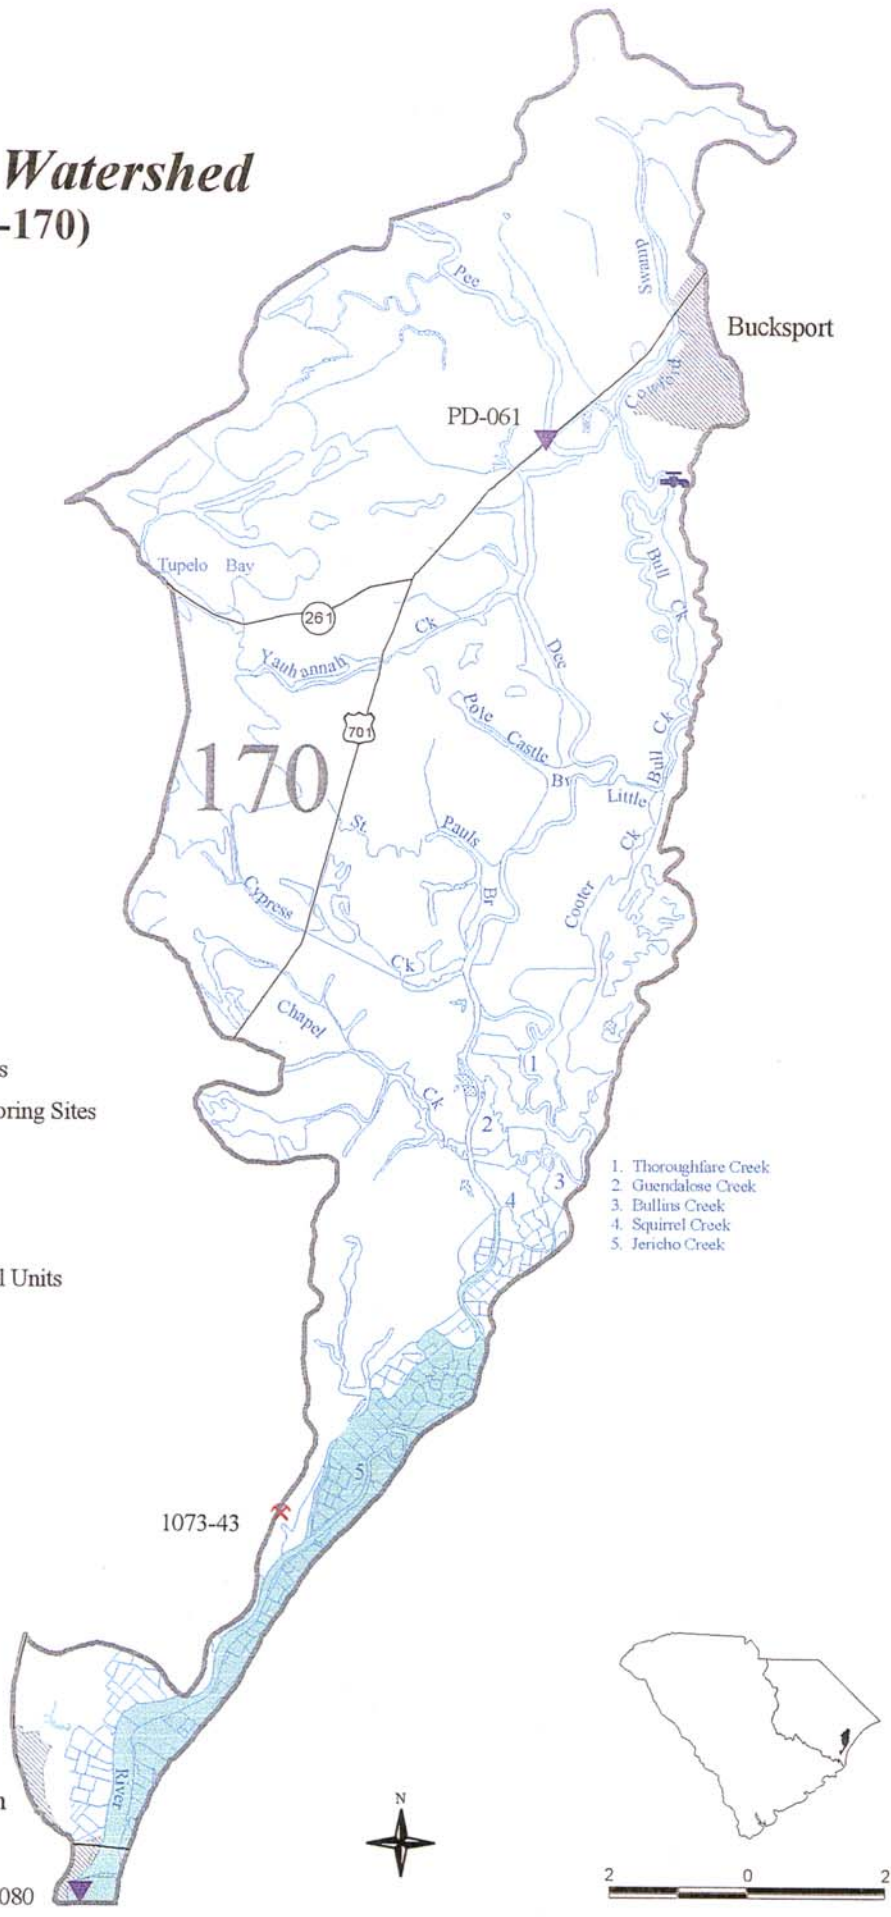 Watershed
-170)
Pee
Swamp
Bucksport
Cowford
PD-061
Tupelo Bay
261
Bull
Ck
Yauhannah Ck
Dee
701
Pole
Castle
Br
Bull Ck
Little
170
St.
Pauls
Br
Ck
Cooter
Cypress
Ck
Chapel
Ck
1
2
3
4
s
oring Sites
1. Thoroughfare Creek
2. Guendalose Creek
3. Bullins Creek
4. Squirrel Creek
5. Jericho Creek
l Units
5
1073-43
River
n
080
N
2 0 2